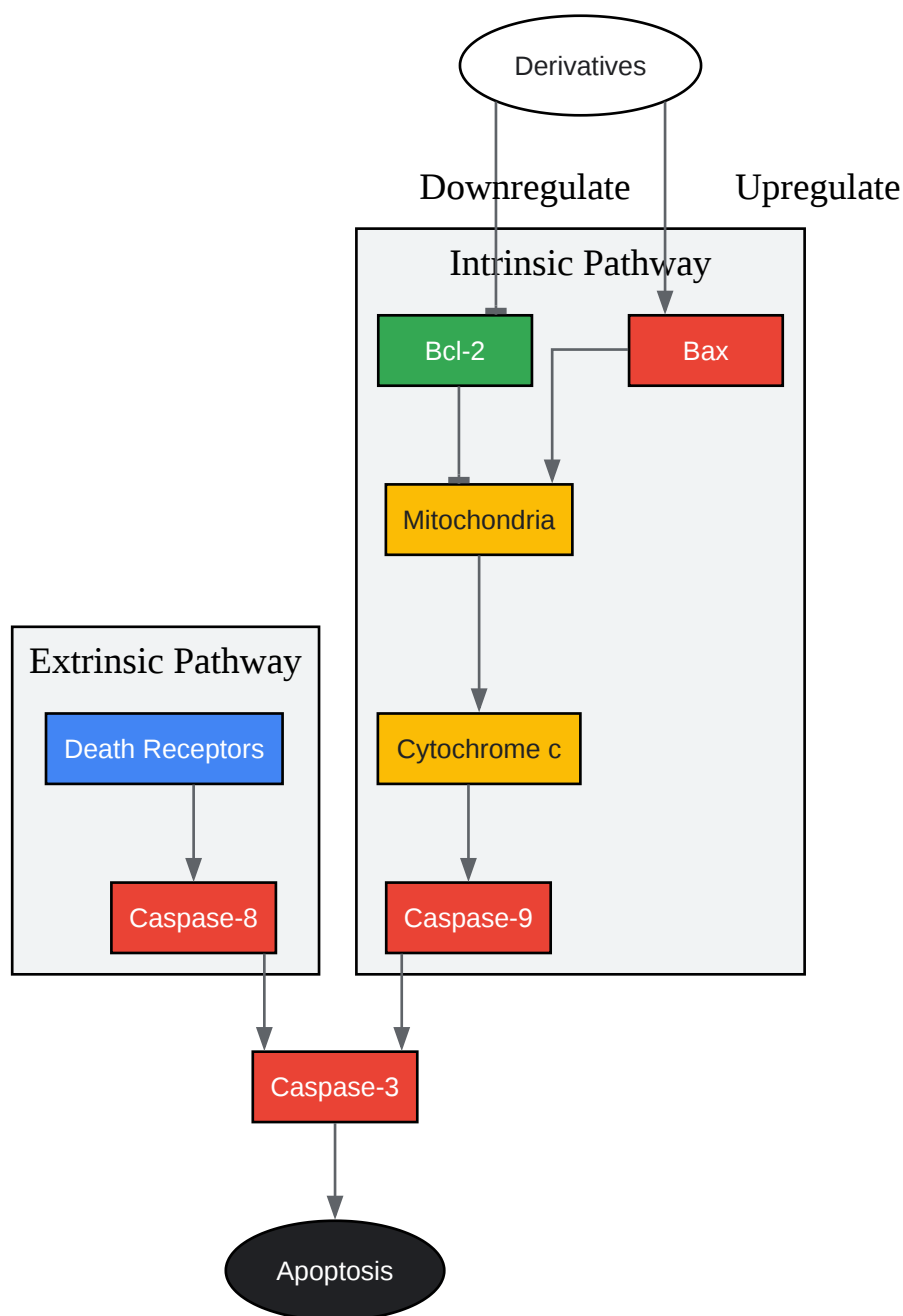 Derivatives
Downregulate
Upregulate
Intrinsic Pathway
Bcl-2
Bax
Mitochondria
Extrinsic Pathway
Death Receptors
Cytochrome c
Caspase-8
Caspase-9
Caspase-3
Apoptosis